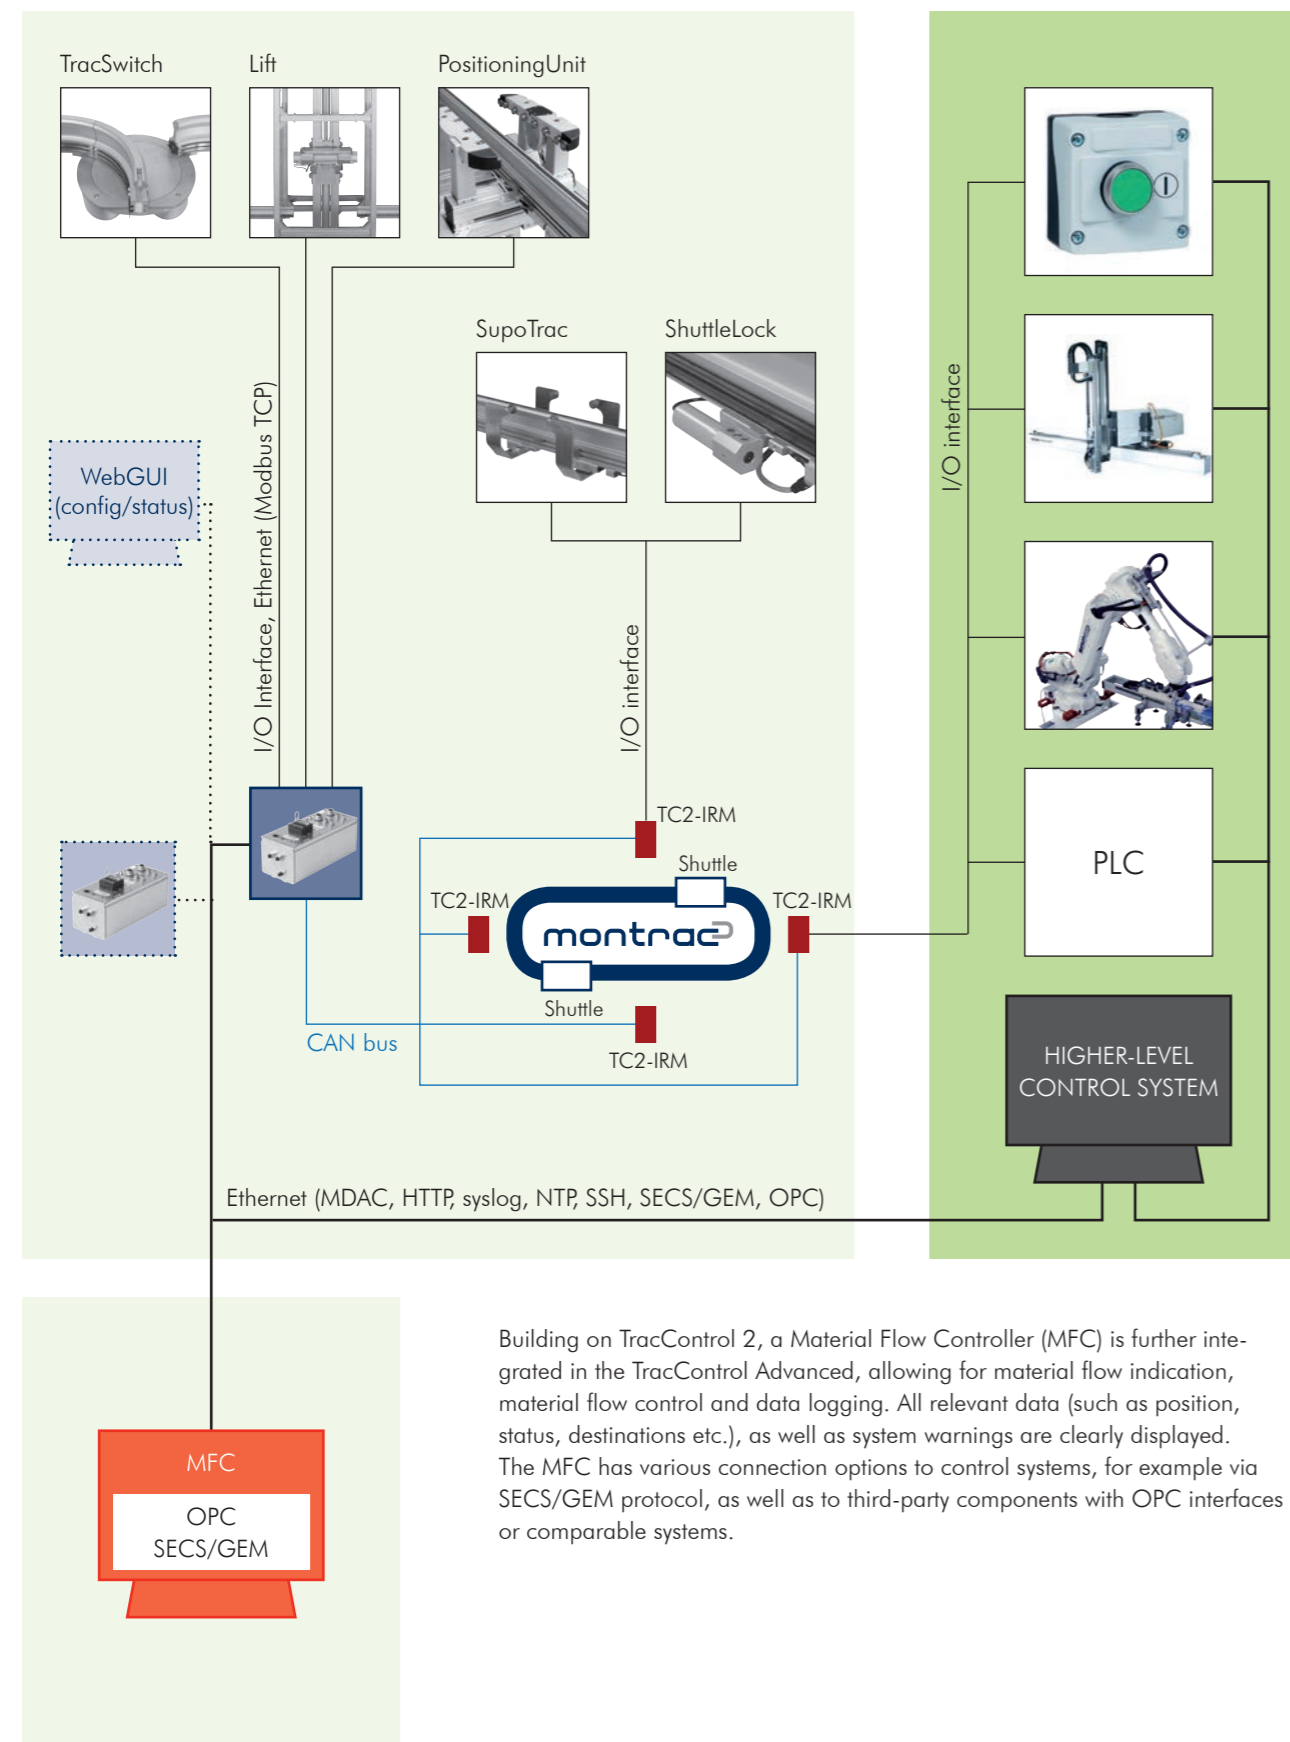 TracSwitch
Lift
PositioningUnit
SupoTrac
ShuttleLock
I/O Interface, Ethernet (Modbus TCP)
WebGUI
(config/status)
I/O interface
I/O interface
TC2-IRM
Shuttle
TC2-IRM
TC2-IRM
montrac
Shuttle
TC2-IRM
CAN bus
PLC
HIGHER-LEVEL
CONTROL SYSTEM
Ethernet (MDAC, HTTP, syslog, NTP, SSH, SECS/GEM, OPC)
MFC
OPC
SECS/GEM
Building on TracControl 2, a Material Flow Controller (MFC) is further inte-
grated in the TracControl Advanced, allowing for material flow indication,
material flow control and data logging. All relevant data (such as position,
status, destinations etc.), as well as system warnings are clearly displayed.
The MFC has various connection options to control systems, for example via
SECS/GEM protocol, as well as to third-party components with OPC interfaces
or comparable systems.